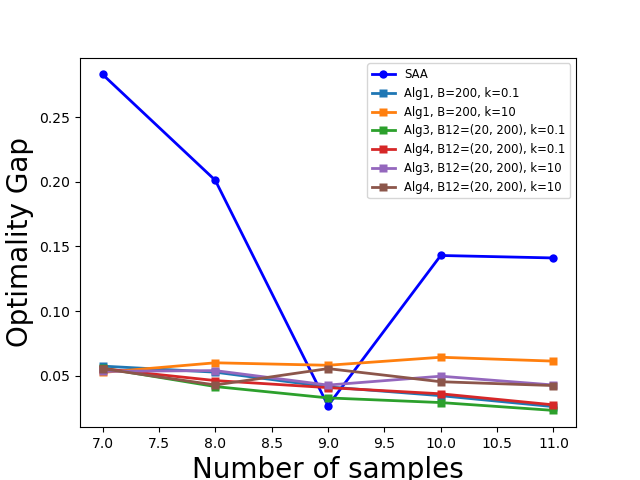 SAA
Alg1, B=200, k=0.1
Alg1, B=200, k=10
Alg3, B12=(20, 200), k=0.1
Alg4, B12=(20, 200), k=0.1
Alg3, B12=(20, 200), k=10
Alg4, B12=(20, 200), k=10
Optimality Gap
0.25
0.20
0.15
0.10
0.05
7.0 7.5 8.0 8.5 9.0 9.5 10.0 10.5 11.0
Number of samples